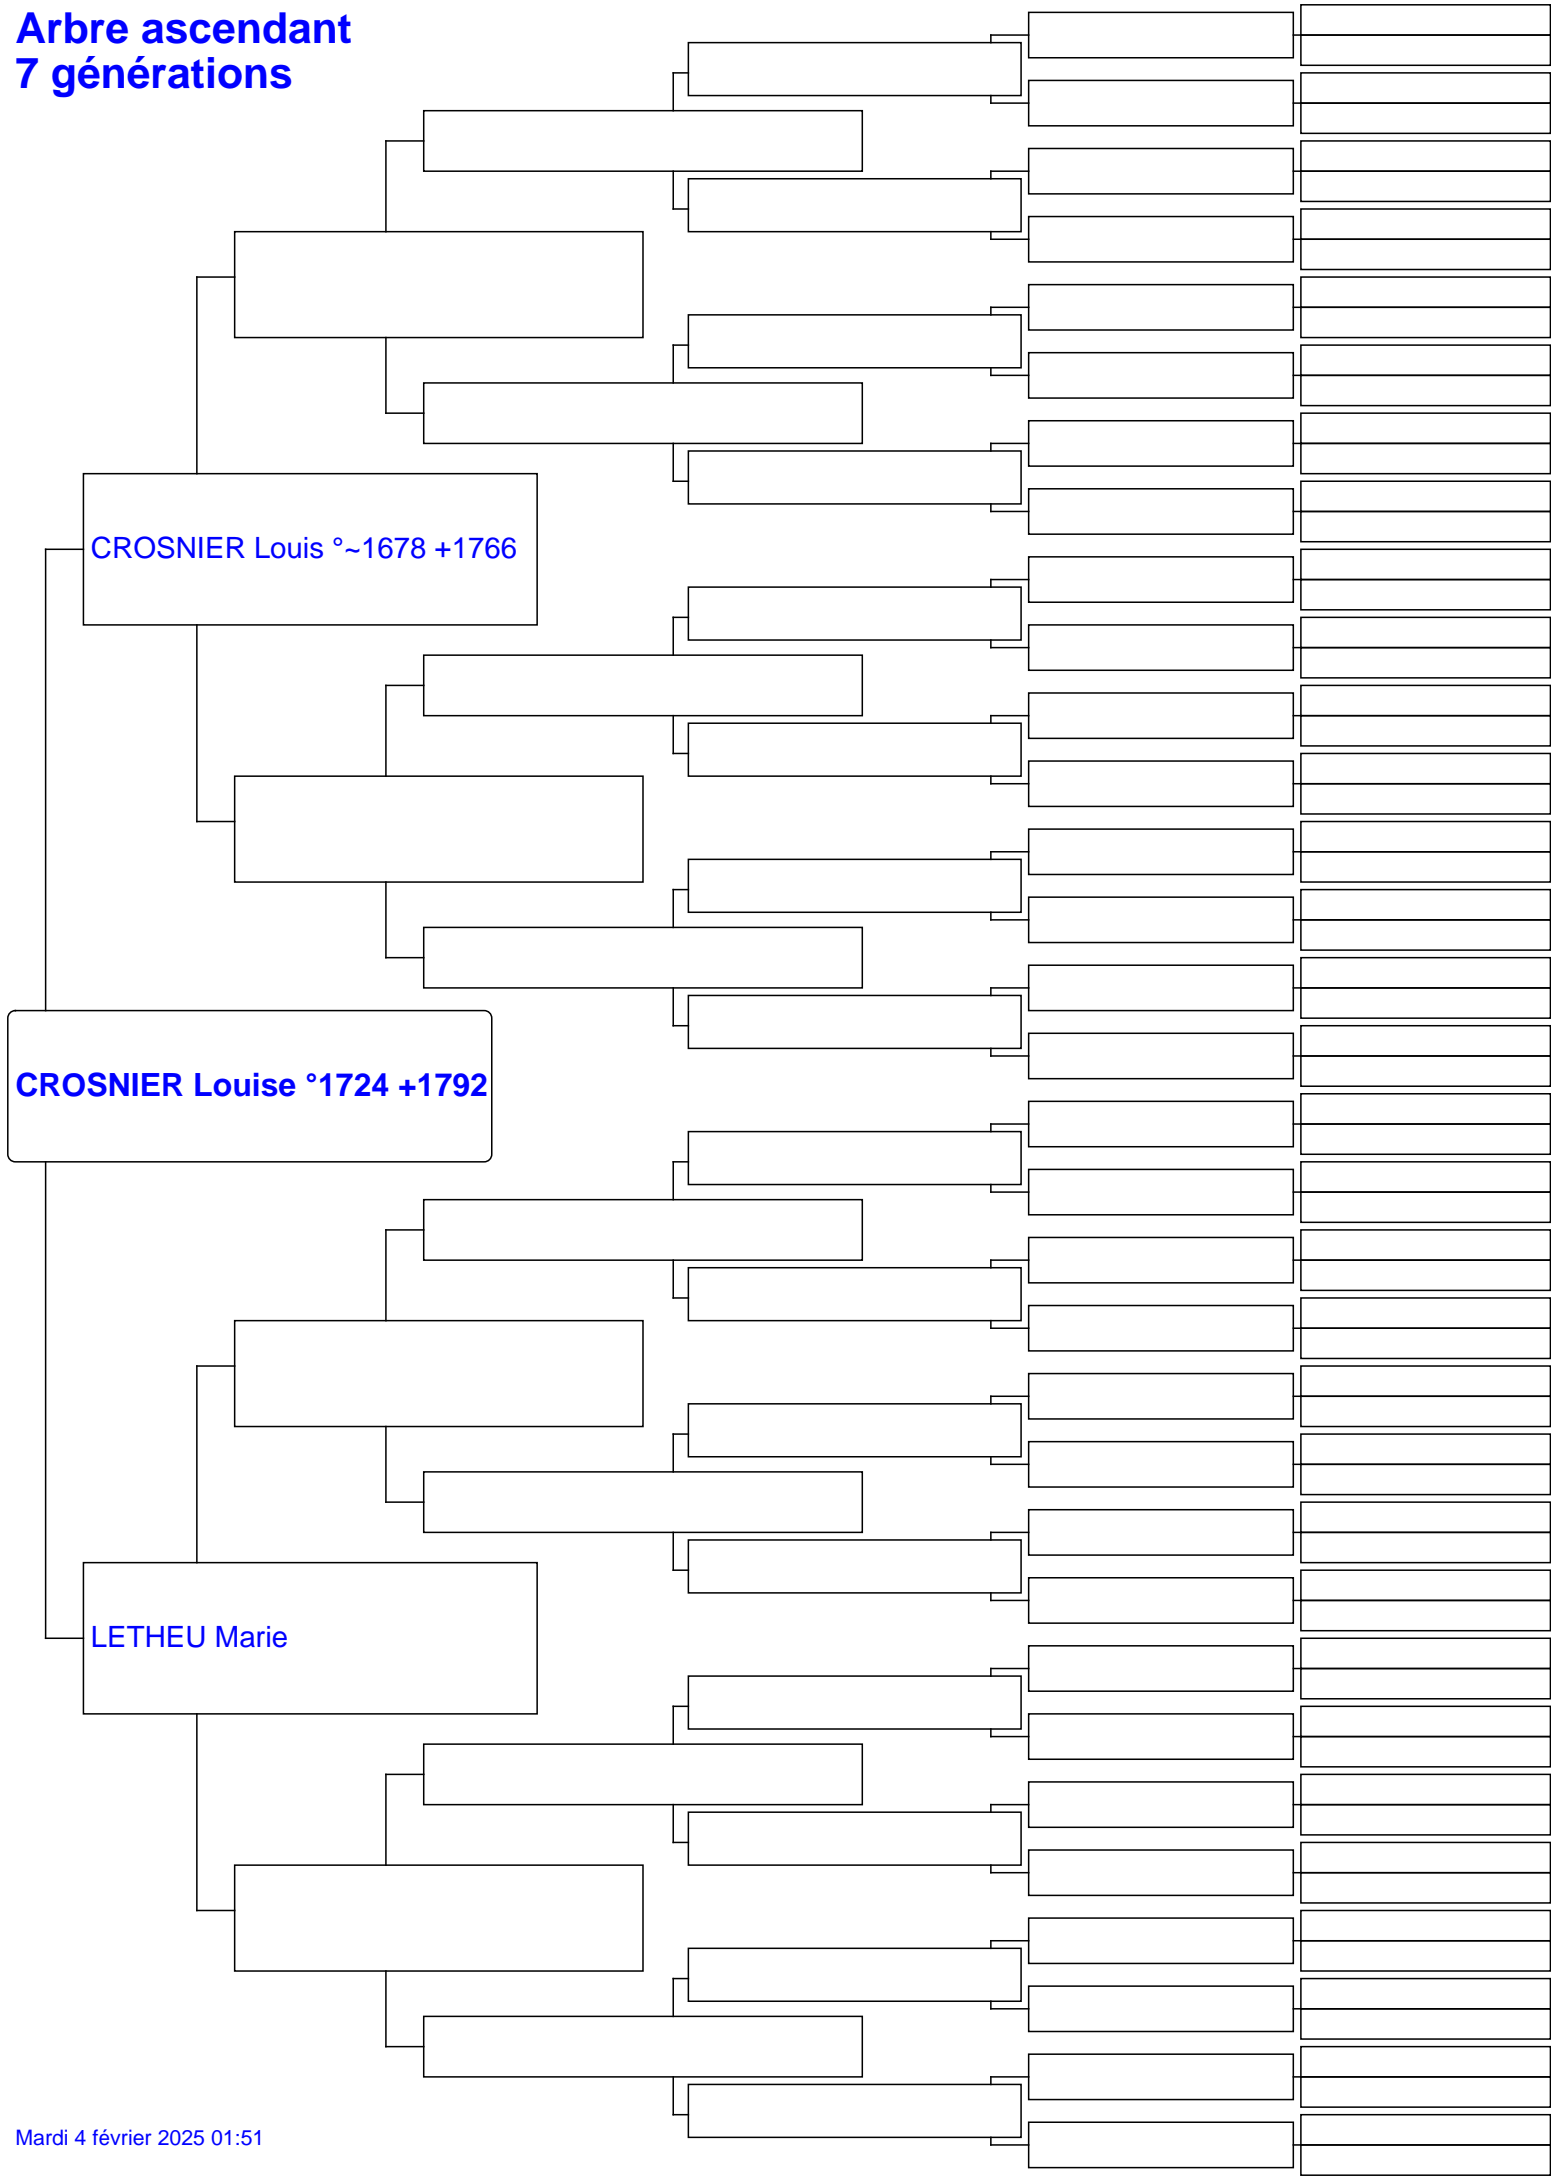 Arbre ascendant
7 générations
CROSNIER Louis °~1678 +1766
CROSNIER Louise °1724 +1792
LETHEU Marie
Mardi 4 février 2025 01:51